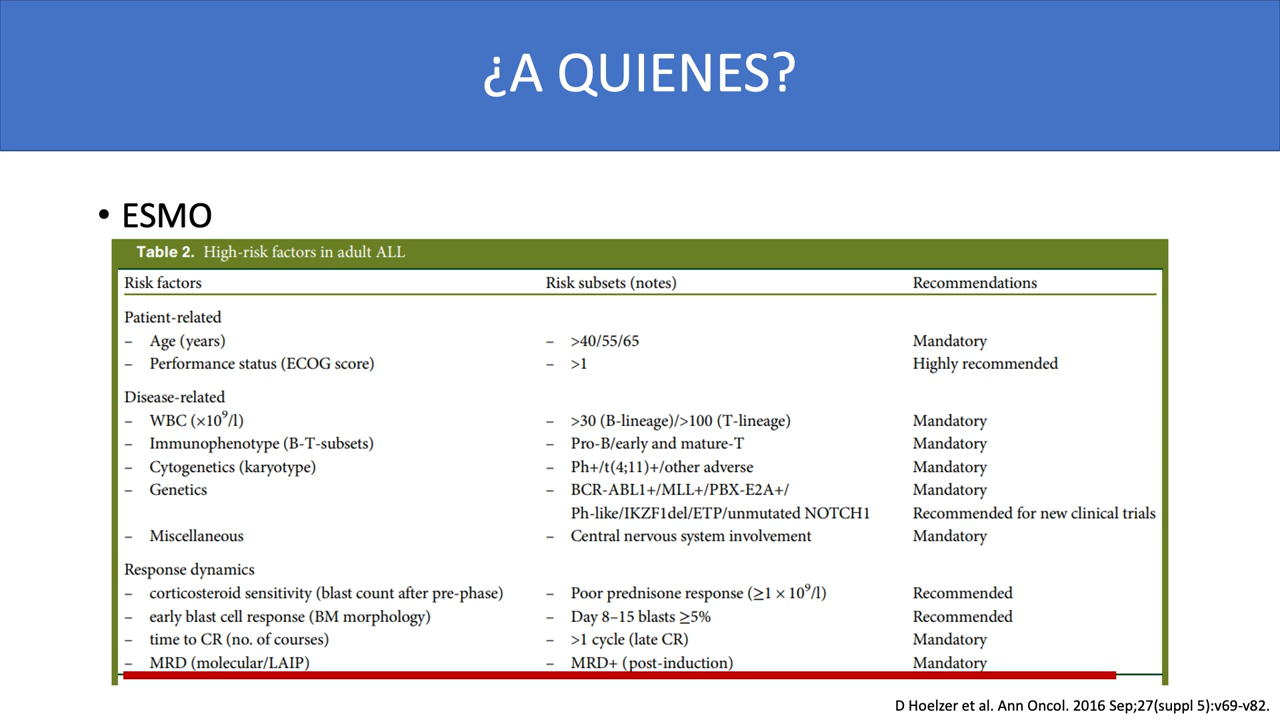 ¿A QUIENES?
• ESMO
Table 2. High-risk factors in adult ALL
Risk factors Risk subsets (notes) Recommendations
Patient-related
– Age (years) – >40/55/65 Mandatory
– Performance status (ECOG score) – >1 Highly recommended
Disease-related
– WBC (×10⁹/l) – >30 (B-lineage)/>100 (T-lineage) Mandatory
– Immunophenotype (B-T-subsets) – Pro-B/early and mature-T Mandatory
– Cytogenetics (karyotype) – Ph+/t(4;11)+/other adverse Mandatory
– Genetics – BCR-ABL1+/MLL+/PBX-E2A+/ Mandatory
Ph-like/IKZF1del/ETP/unmutated NOTCH1 Recommended for new clinical trials
– Miscellaneous – Central nervous system involvement Mandatory
Response dynamics
– corticosteroid sensitivity (blast count after pre-phase) – Poor prednisone response (≥1 × 10⁹/l) Recommended
– early blast cell response (BM morphology) – Day 8–15 blasts ≥5% Recommended
– time to CR (no. of courses) – >1 cycle (late CR) Mandatory
– MRD (molecular/LAIP) – MRD+ (post-induction) Mandatory
D Hoelzer et al. Ann Oncol. 2016 Sep;27(suppl 5):v69-v82.